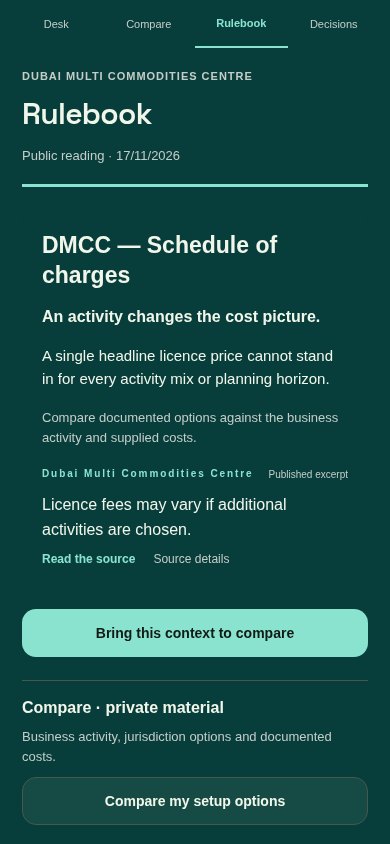 Desk Compare Rulebook Decisions
DUBAI MULTI COMMODITIES CENTRE
Rulebook
Public reading · 17/11/2026
DMCC — Schedule of
charges
An activity changes the cost picture.
A single headline licence price cannot stand
in for every activity mix or planning horizon.
Compare documented options against the business
activity and supplied costs.
Dubai Multi Commodities Centre Published excerpt
Licence fees may vary if additional
activities are chosen.
Read the source Source details
Bring this context to compare
Compare · private material
Business activity, jurisdiction options and documented
costs.
Compare my setup options